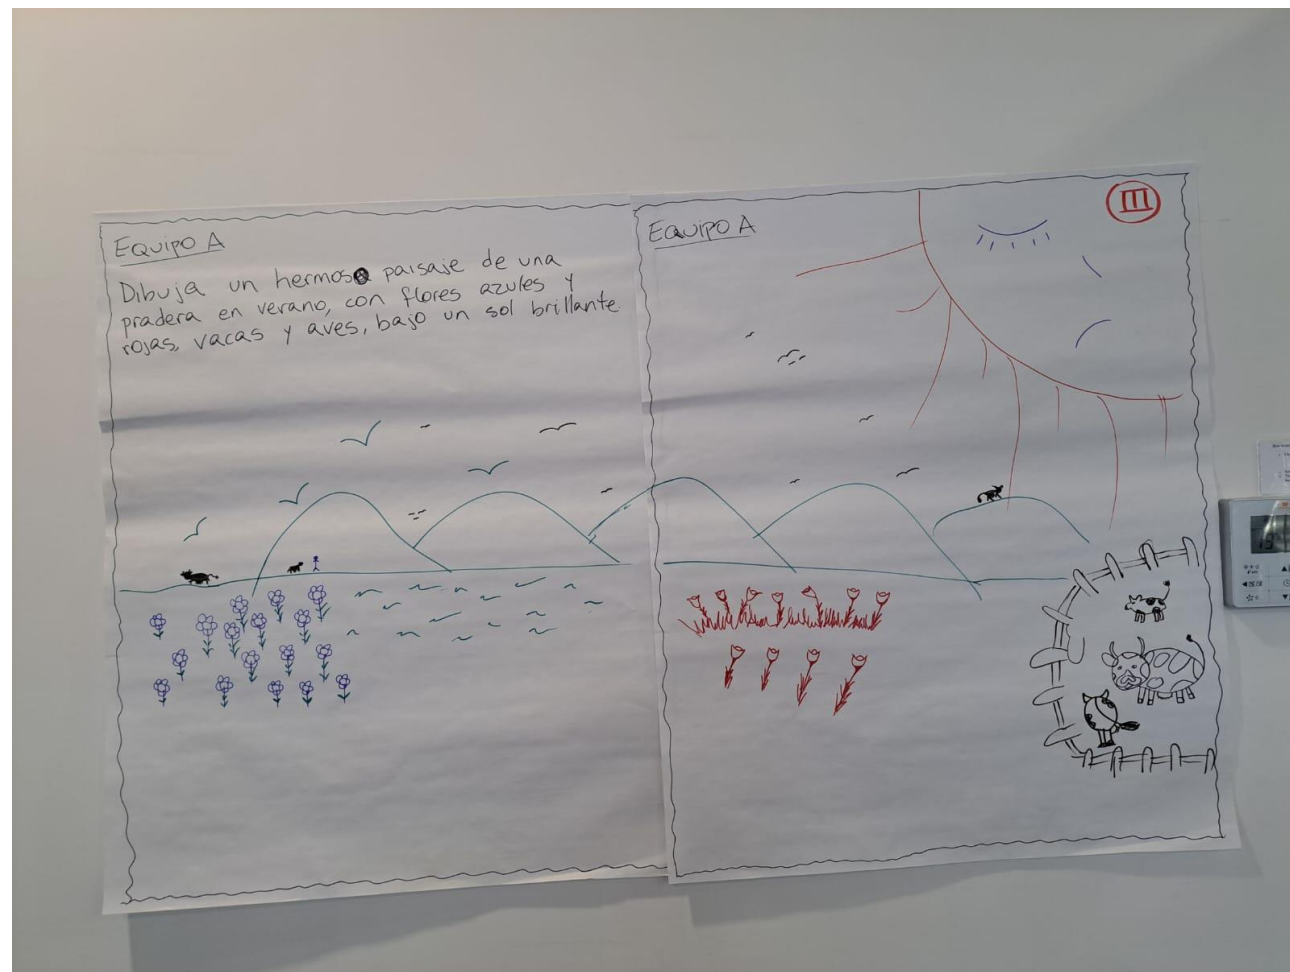 Equipo A
Dibuja un hermoso paisaje de una
pradera en verano, con flores azules y
rojas, vacas y aves, bajo un sol brillante.
Equipo A
III